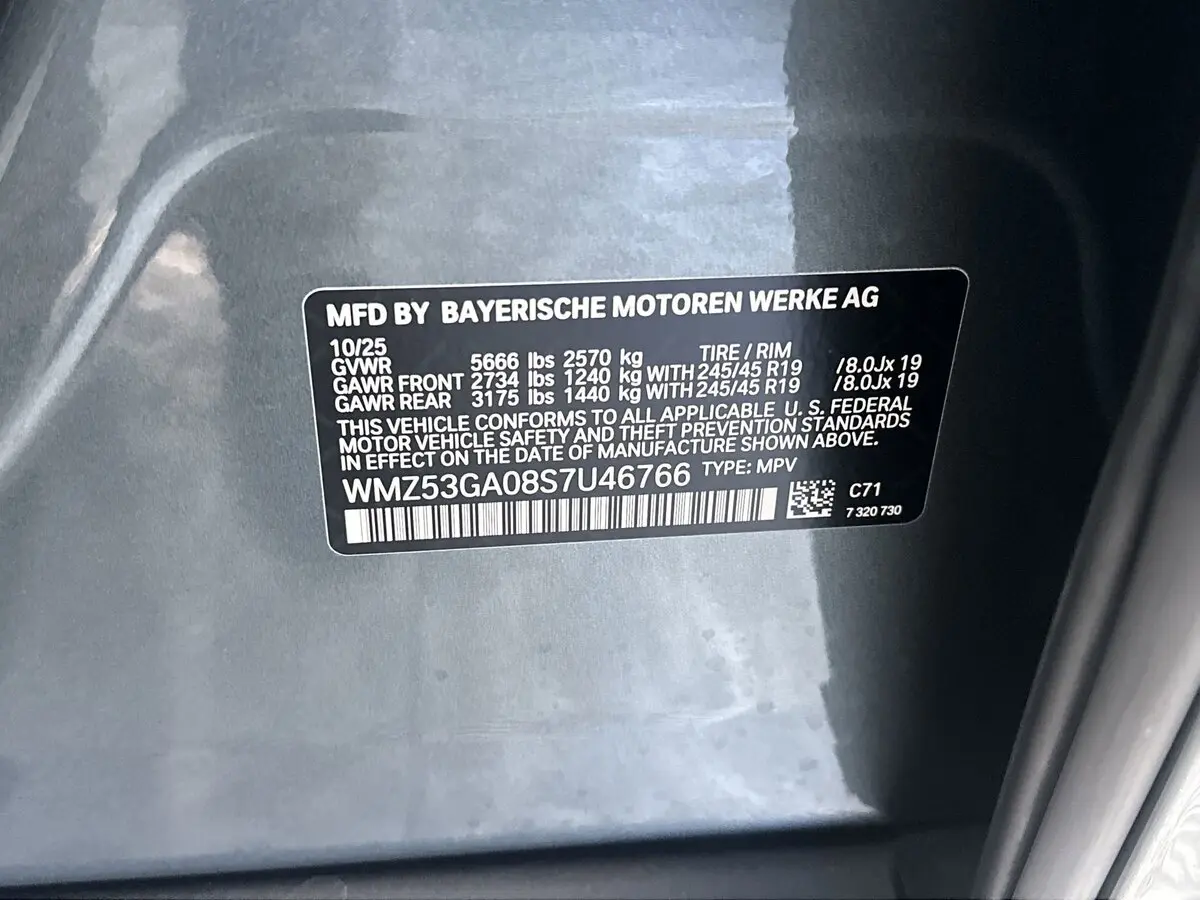 MFD BY BAYERISCHE MOTOREN WERKE AG
10/25
GVWR 5666 lbs 2570 kg TIRE / RIM
GAWR FRONT 2734 lbs 1240 kg WITH 245/45 R19 /8.0Jx 19
GAWR REAR 3175 lbs 1440 kg WITH 245/45 R19 /8.0Jx 19
THIS VEHICLE CONFORMS TO ALL APPLICABLE U. S. FEDERAL
MOTOR VEHICLE SAFETY AND THEFT PREVENTION STANDARDS
IN EFFECT ON THE DATE OF MANUFACTURE SHOWN ABOVE.
WMZ53GA08S7U46766 TYPE: MPV
C71
7 320 730